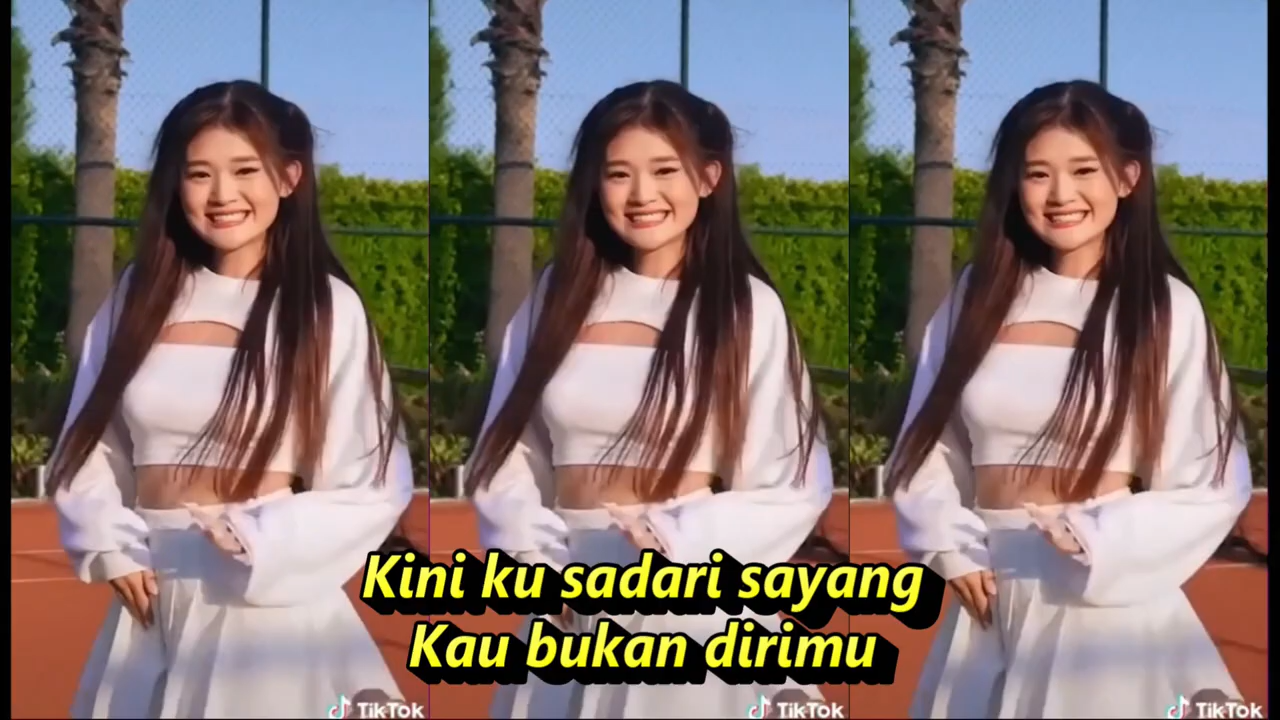 Kini ku sadari sayang
Kau bukan dirimu
TikTok
TikTok
TikTok